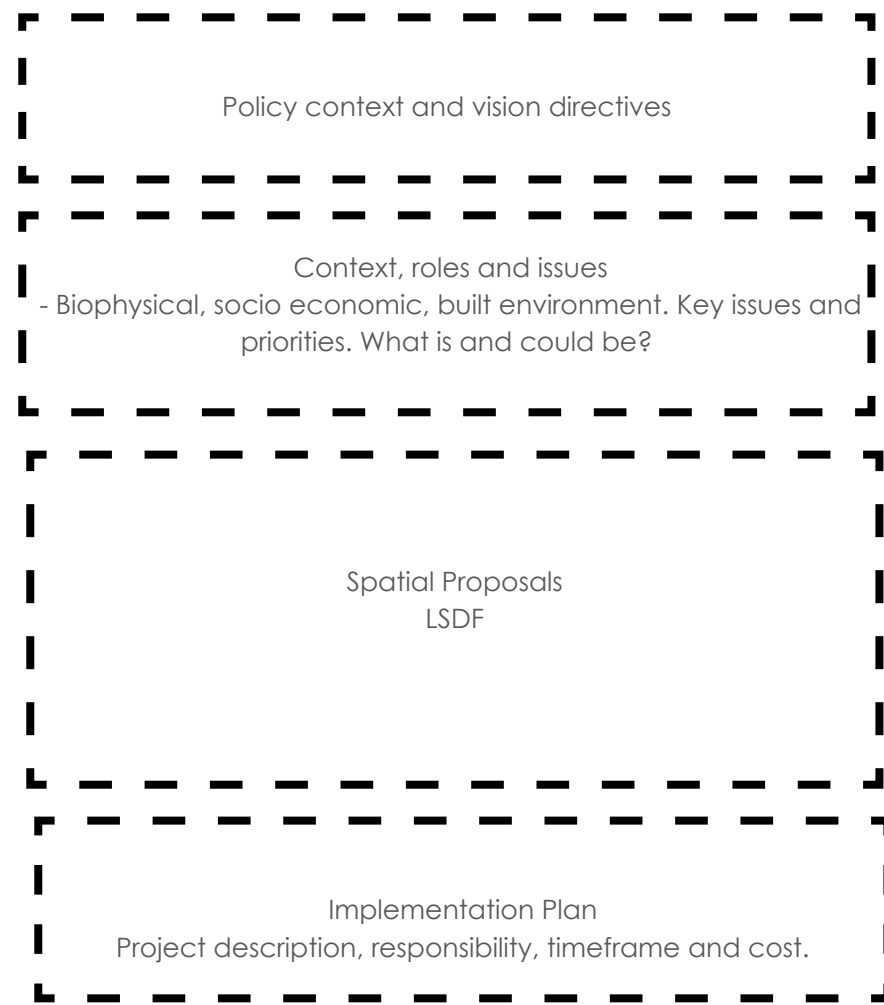 Policy context and vision directives
Context, roles and issues
- Biophysical, socio economic, built environment. Key issues and
priorities. What is and could be?
Spatial Proposals
LSDF
Implementation Plan
Project description, responsibility, timeframe and cost.